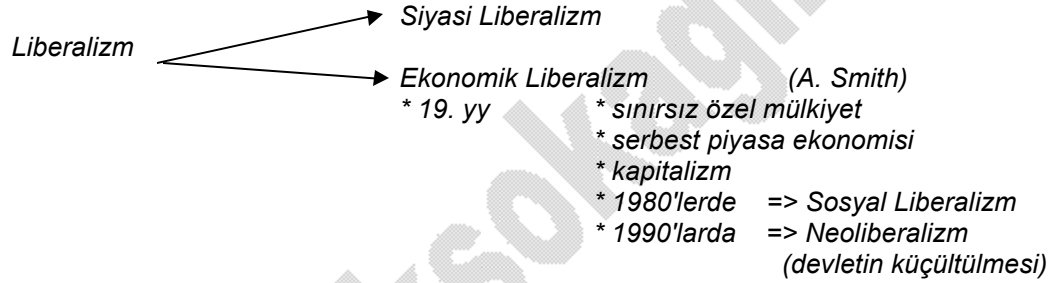 Siyasi Liberalizm
Liberalizm
Ekonomik Liberalizm (A. Smith)
* 19. yy * sınırsız özel mülkiyet
* serbest piyasa ekonomisi
* kapitalizm
* 1980'lerde => Sosyal Liberalizm
* 1990'larda => Neoliberalizm
(devletin küçültülmesi)